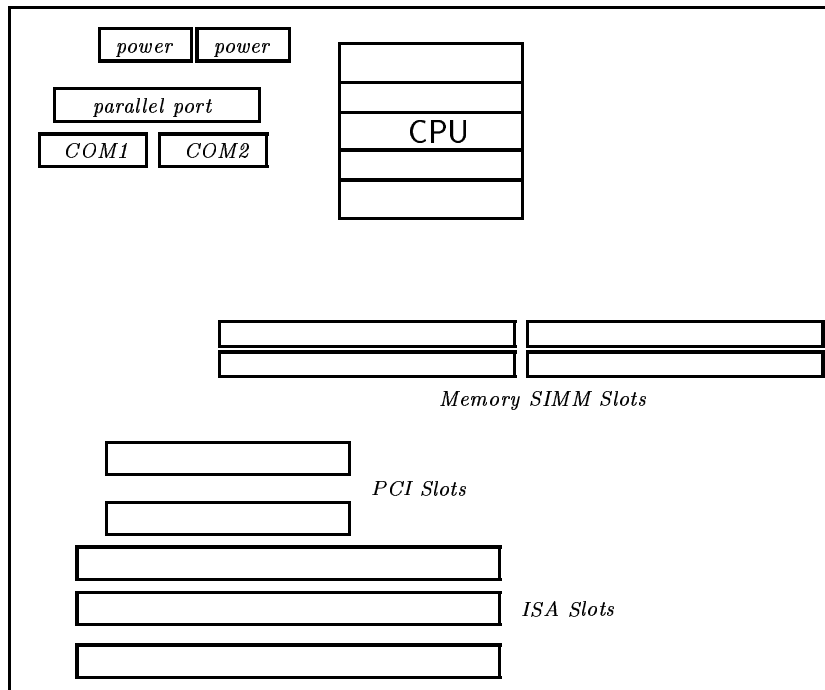 power power
parallel port
CPU
COM1 COM2
Memory SIMM Slots
PCI Slots
ISA Slots